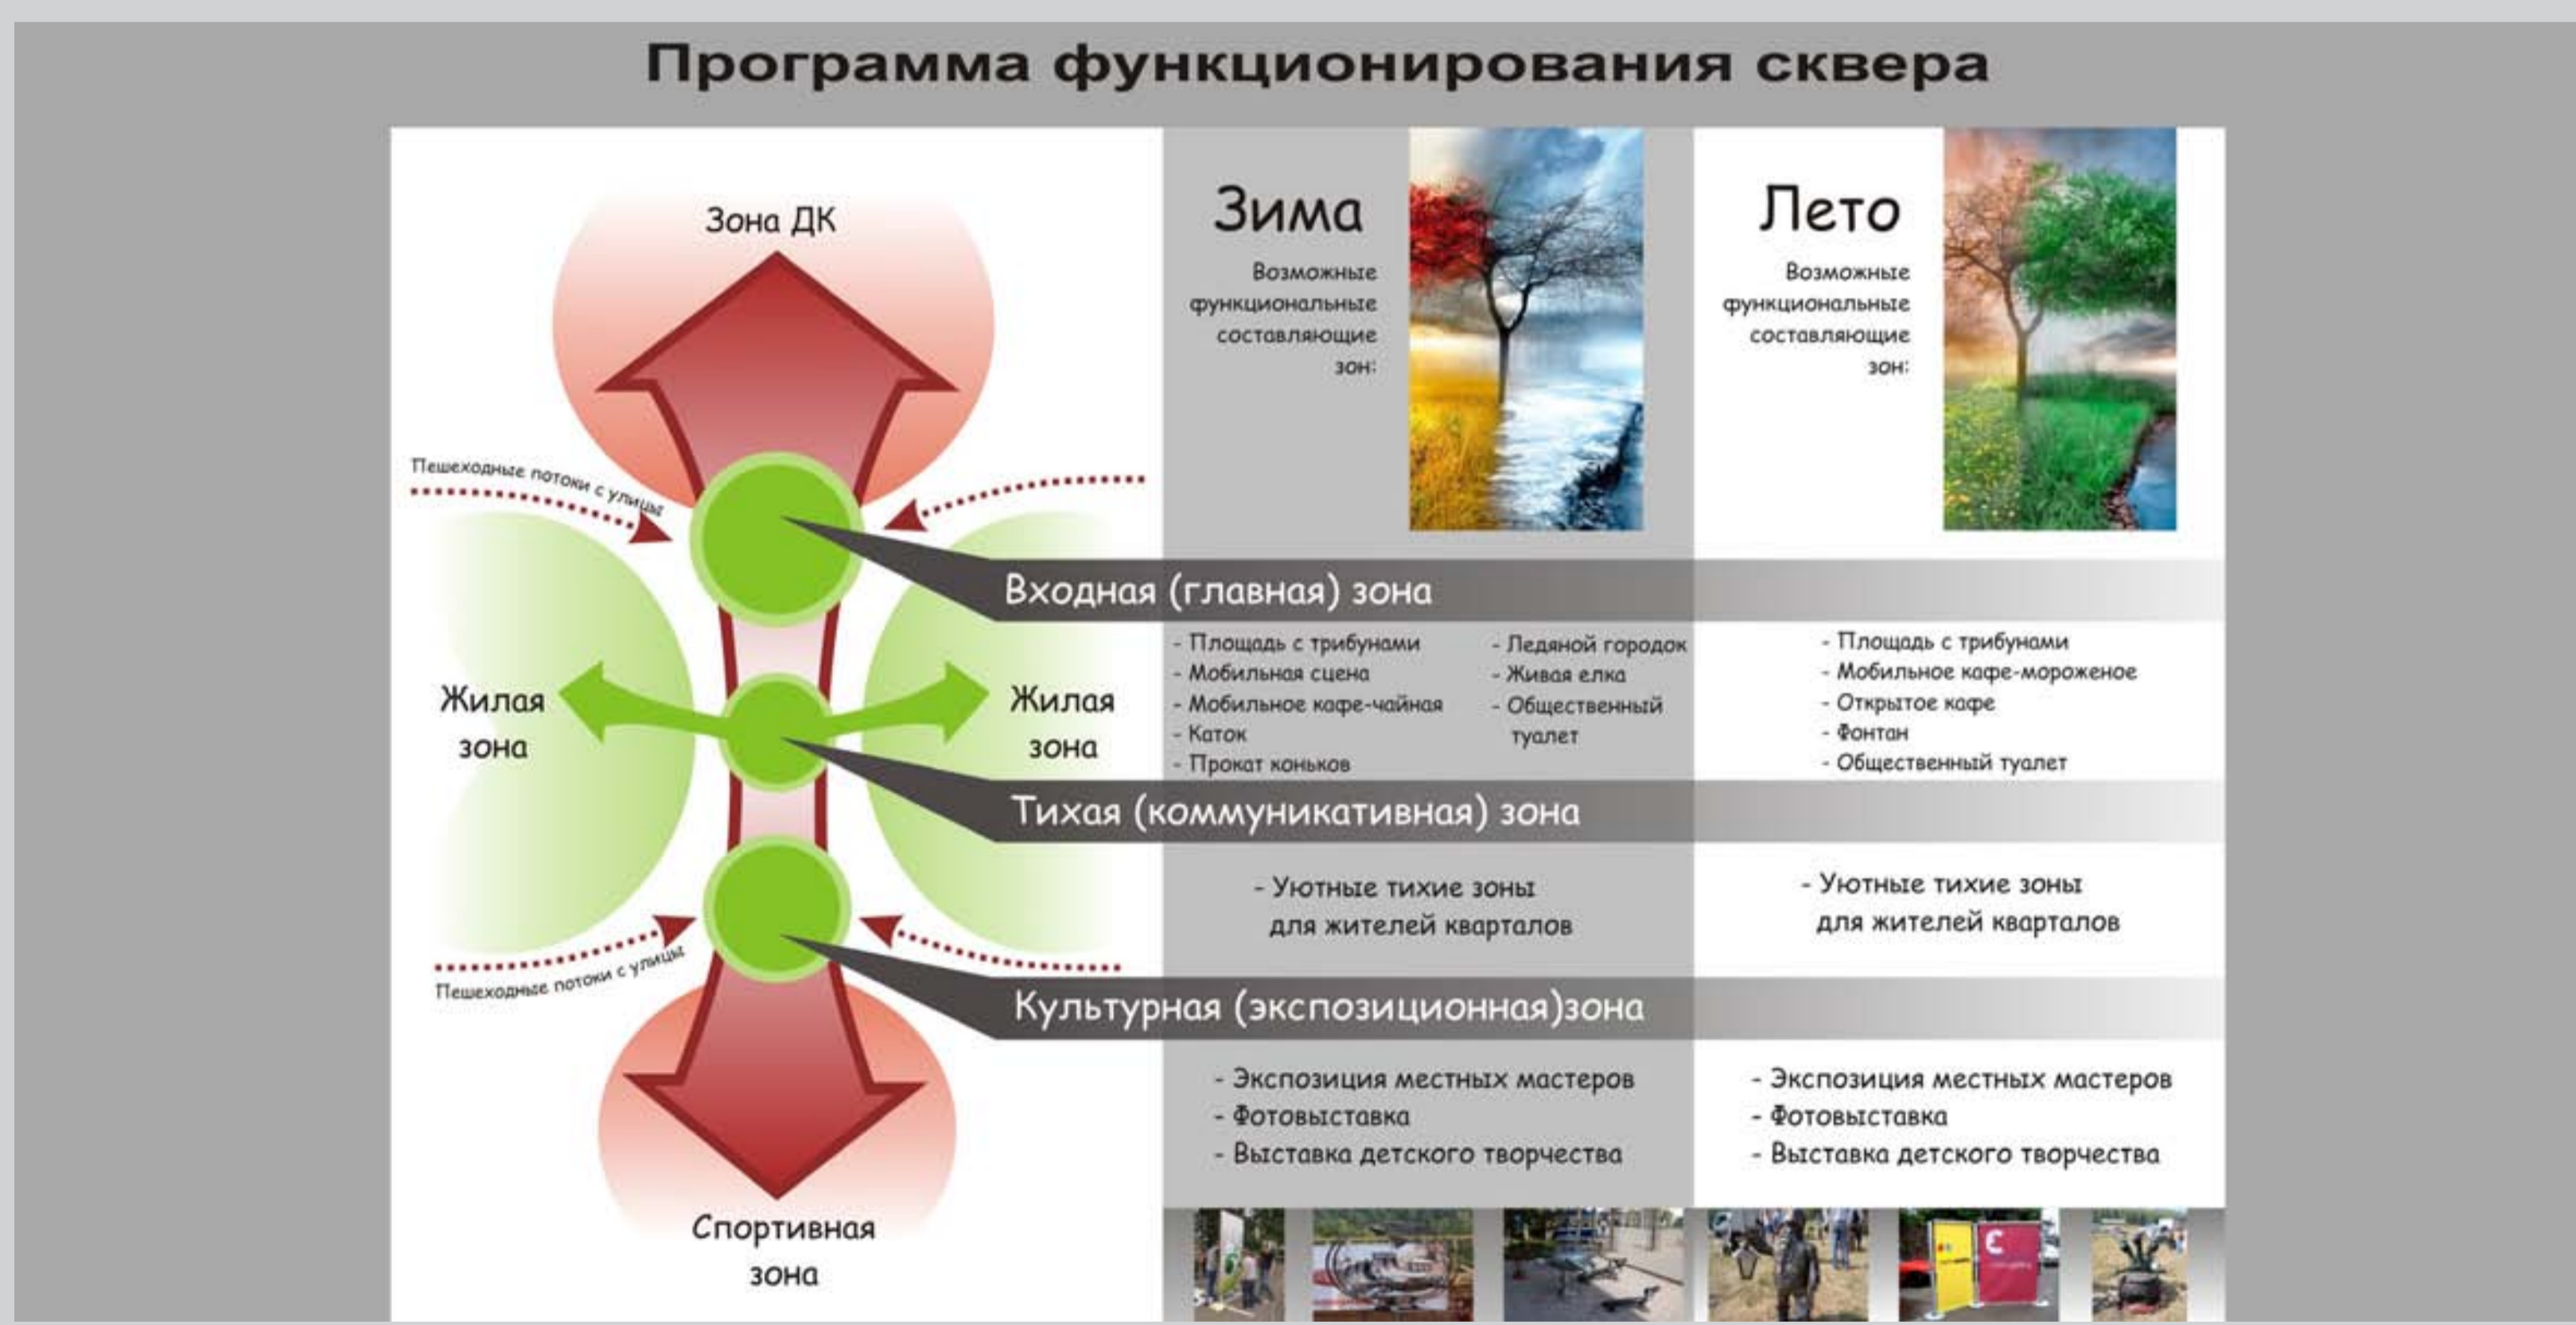 Программа функционирования сквера
Зона ДК
Пешеходные потоки с улицы
Жилая
зона
Жилая
зона
Пешеходные потоки с улицы
Спортивная
зона
Зима
Возможные
функциональные
составляющие
зон:
Лето
Возможные
функциональные
составляющие
зон:
Входная (главная) зона
- Площадь с трибунами
- Мобильная сцена
- Мобильное кафе-чайная
- Каток
- Прокат коньков
- Ледяной городок
- Живая елка
- Общественный
туалет
- Площадь с трибунами
- Мобильное кафе-мороженое
- Открытое кафе
- Фонтан
- Общественный туалет
Тихая (коммуникативная) зона
- Уютные тихие зоны
для жителей кварталов
- Уютные тихие зоны
для жителей кварталов
Культурная (экспозиционная)зона
- Экспозиция местных мастеров
- Фотовыставка
- Выставка детского творчества
- Экспозиция местных мастеров
- Фотовыставка
- Выставка детского творчества